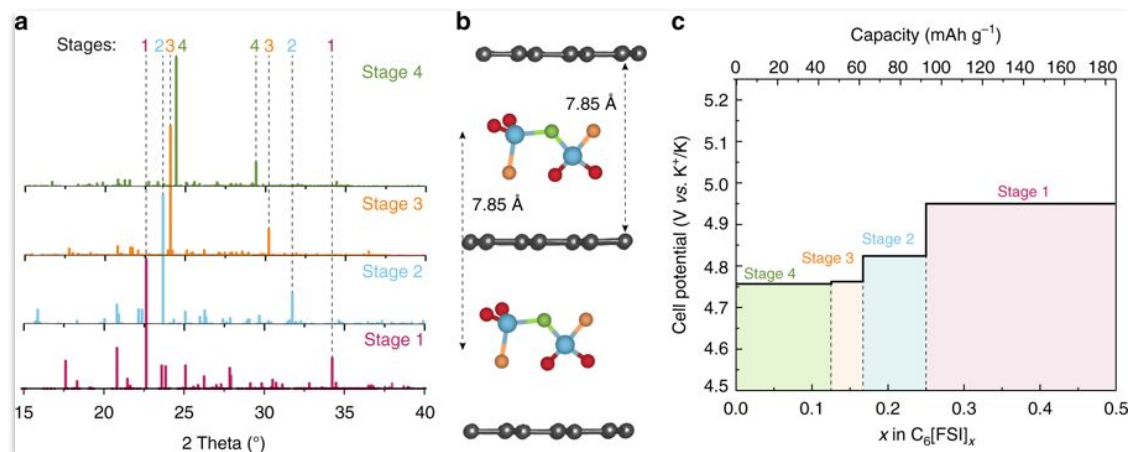 a
Stages: 1 2 3 4 4 3 2 1
Stage 4
Stage 3
Stage 2
Stage 1
15 20 25 30 35 40
2 Theta (°)
b
7.85 Å
7.85 Å
c
Capacity (mAh g⁻¹)
0 20 40 60 80 100 120 140 160 180
Cell potential (V vs. K⁺/K)
5.2
5.1
5.0
4.9
4.8
4.7
4.6
4.5
Stage 1
Stage 2
Stage 3
Stage 4
0.0 0.1 0.2 0.3 0.4 0.5
x in C₆[FSI]ₓ